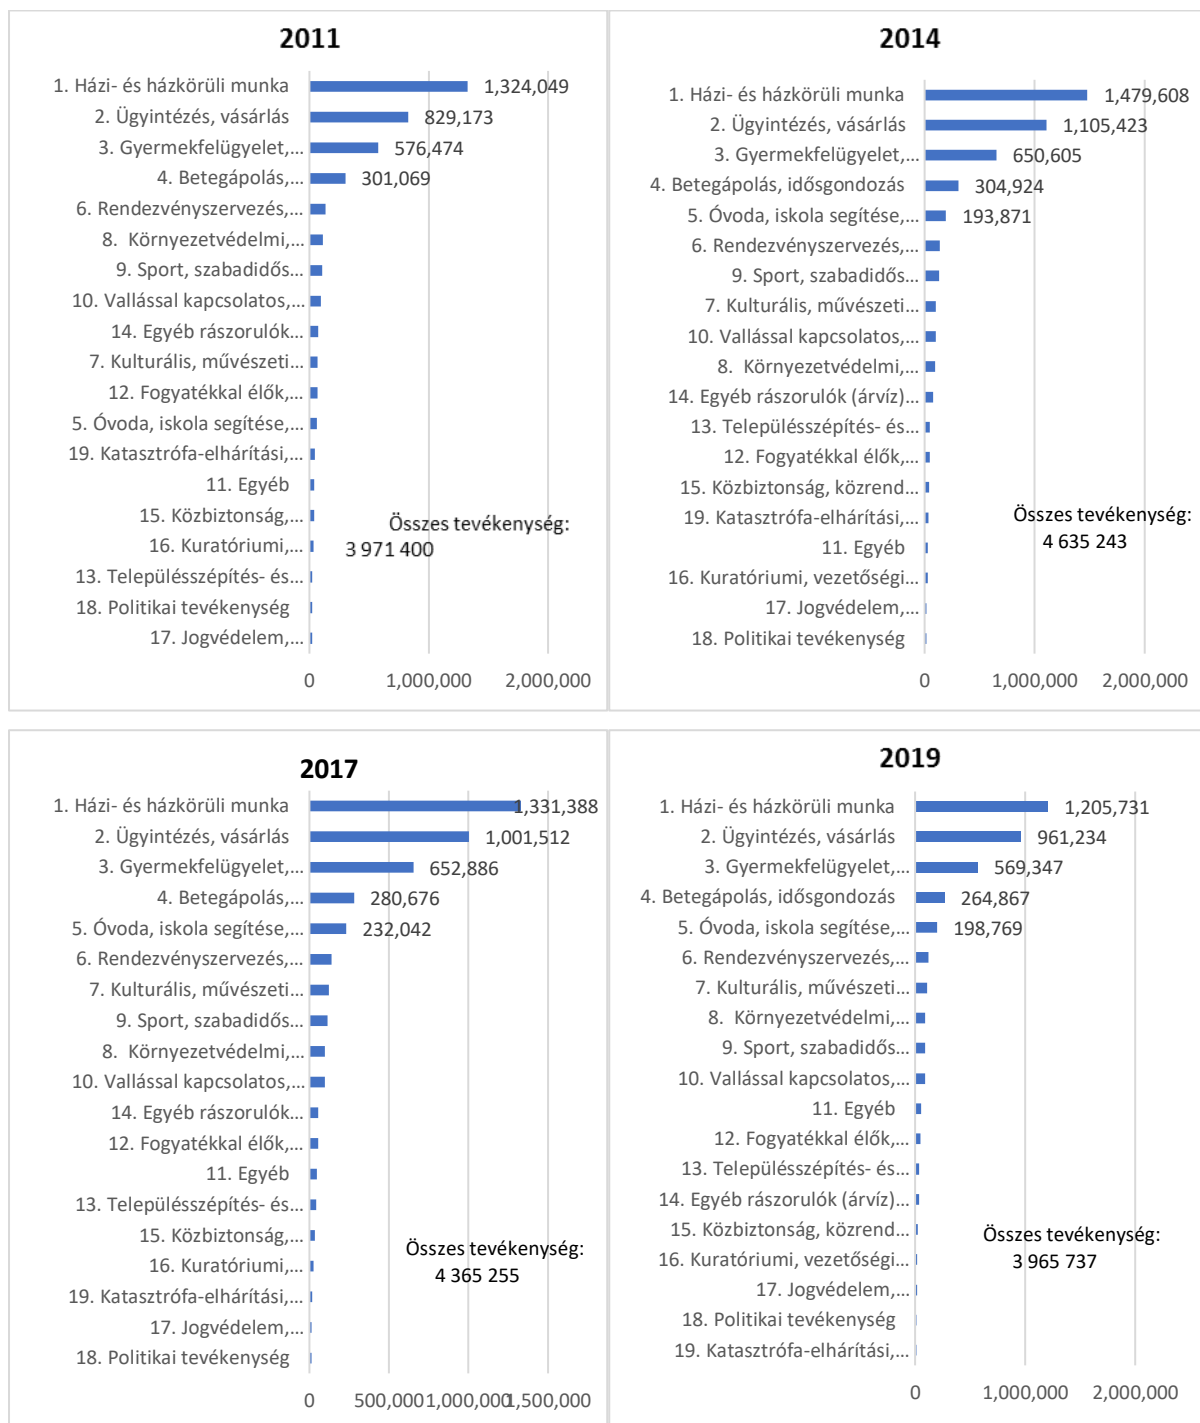 2011
1. Házi- és házkörüli munka 1,324,049
2. Ügyintézés, vásárlás 829,173
3. Gyermekfelügyelet,... 576,474
4. Betegápolás,... 301,069
6. Rendezvényszervezés,...
8.  Környezetvédelmi,...
9. Sport, szabadidős...
10. Vallással kapcsolatos,...
14. Egyéb rászorulók...
7. Kulturális, művészeti...
12. Fogyatékkal élők,...
5. Óvoda, iskola segítése,...
19. Katasztrófa-elhárítási,...
11. Egyéb
15. Közbiztonság,...
16. Kuratóriumi,...
13. Településszépítés- és...
18. Politikai tevékenység
17. Jogvédelem,...
Összes tevékenység:
3 971 400
0 1,000,000 2,000,000
2014
1. Házi- és házkörüli munka 1,479,608
2. Ügyintézés, vásárlás 1,105,423
3. Gyermekfelügyelet,... 650,605
4. Betegápolás, idősgondozás 304,924
5. Óvoda, iskola segítése,... 193,871
6. Rendezvényszervezés,...
9. Sport, szabadidős...
7. Kulturális, művészeti...
10. Vallással kapcsolatos,...
8.  Környezetvédelmi,...
14. Egyéb rászorulók (árvíz)...
13. Településszépítés- és...
12. Fogyatékkal élők,...
15. Közbiztonság, közrend...
19. Katasztrófa-elhárítási,...
11. Egyéb
16. Kuratóriumi, vezetőségi...
17. Jogvédelem,...
18. Politikai tevékenység
Összes tevékenység:
4 635 243
0 1,000,000 2,000,000
2017
1. Házi- és házkörüli munka 1,331,388
2. Ügyintézés, vásárlás 1,001,512
3. Gyermekfelügyelet,... 652,886
4. Betegápolás,... 280,676
5. Óvoda, iskola segítése,... 232,042
6. Rendezvényszervezés,...
7. Kulturális, művészeti...
9. Sport, szabadidős...
8.  Környezetvédelmi,...
10. Vallással kapcsolatos,...
14. Egyéb rászorulók...
12. Fogyatékkal élők,...
11. Egyéb
13. Településszépítés- és...
15. Közbiztonság,...
16. Kuratóriumi,...
19. Katasztrófa-elhárítási,...
17. Jogvédelem,...
18. Politikai tevékenység
Összes tevékenység:
4 365 255
0 500,000 1,000,000 1,500,000
2019
1. Házi- és házkörüli munka 1,205,731
2. Ügyintézés, vásárlás 961,234
3. Gyermekfelügyelet,... 569,347
4. Betegápolás, idősgondozás 264,867
5. Óvoda, iskola segítése,... 198,769
6. Rendezvényszervezés,...
7. Kulturális, művészeti...
8.  Környezetvédelmi,...
9. Sport, szabadidős...
10. Vallással kapcsolatos,...
11. Egyéb
12. Fogyatékkal élők,...
13. Településszépítés- és...
14. Egyéb rászorulók (árvíz)...
15. Közbiztonság, közrend...
16. Kuratóriumi, vezetőségi...
17. Jogvédelem,...
18. Politikai tevékenység
19. Katasztrófa-elhárítási,...
Összes tevékenység:
3 965 737
0 1,000,000 2,000,000